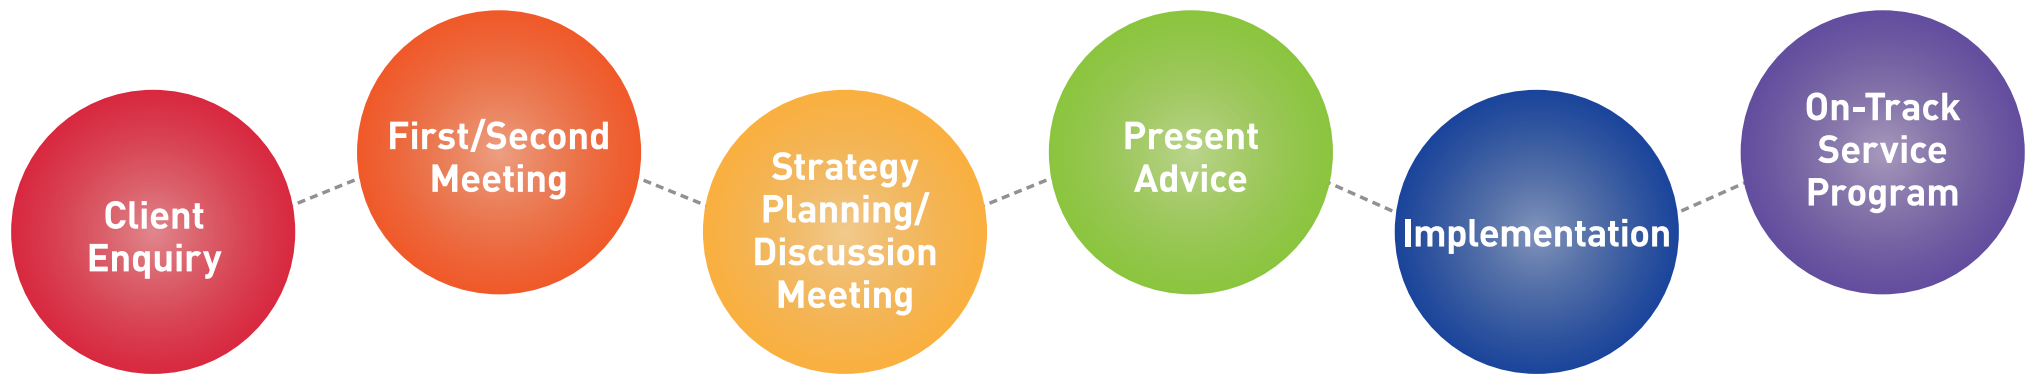 Client
Enquiry
First/Second
Meeting
Strategy
Planning/
Discussion
Meeting
Present
Advice
Implementation
On-Track
Service
Program